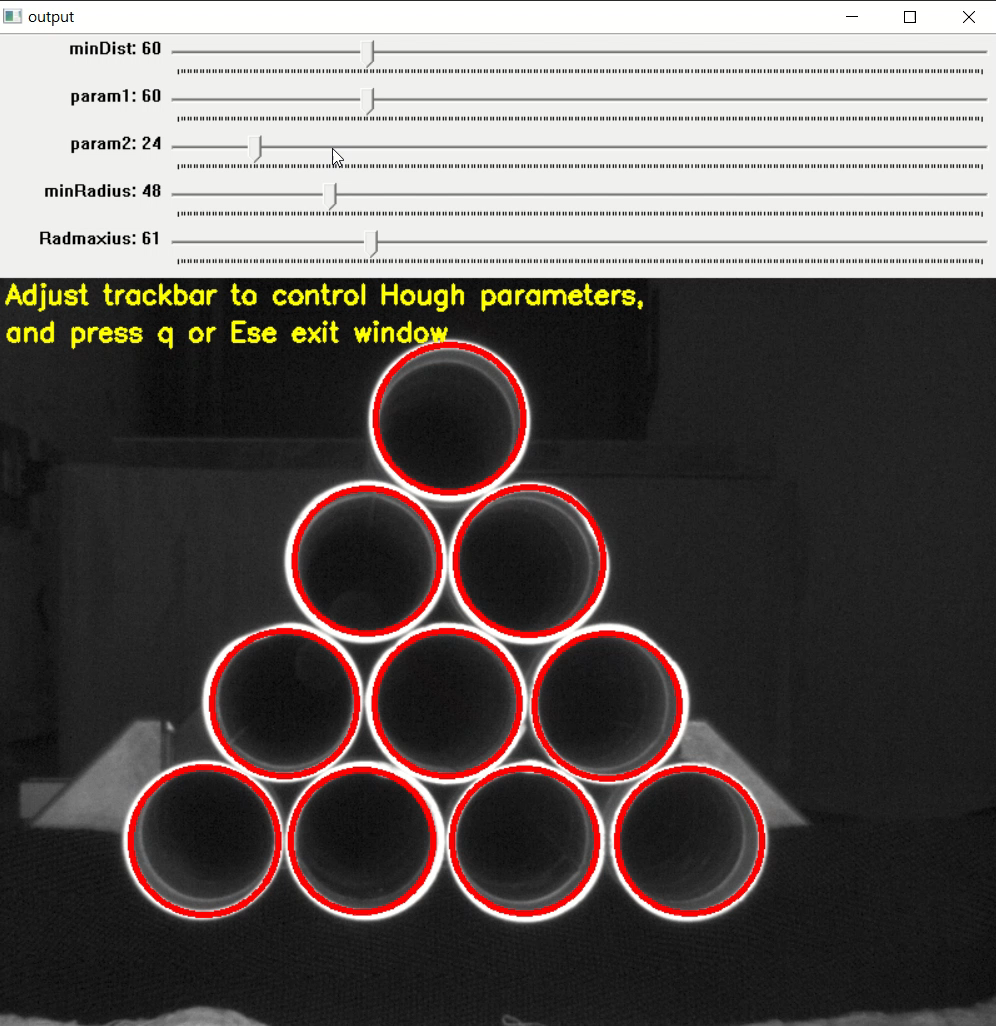 output
minDist: 60
param1: 60
param2: 24
minRadius: 48
Radmaxius: 61
Adjust trackbar to control Hough parameters,
and press q or Ese exit window